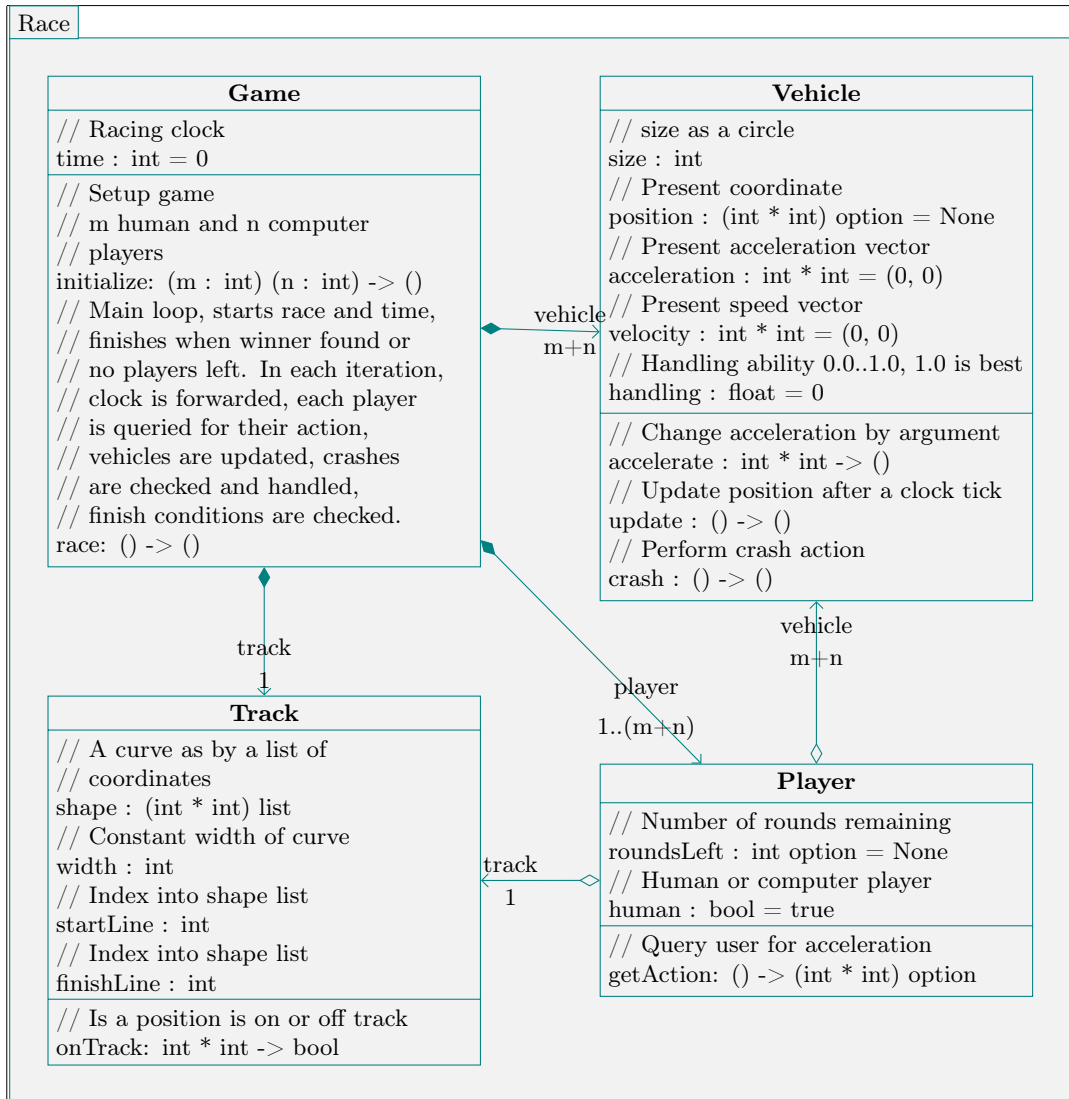 Race
Game
// Racing clock
time : int = 0
// Setup game
// m human and n computer
// players
initialize: (m : int) (n : int) -> ()
// Main loop, starts race and time,
// finishes when winner found or
// no players left. In each iteration,
// clock is forwarded, each player
// is queried for their action,
// vehicles are updated, crashes
// are checked and handled,
// finish conditions are checked.
race: () -> ()
Vehicle
// size as a circle
size : int
// Present coordinate
position : (int * int) option = None
// Present acceleration vector
acceleration : int * int = (0, 0)
// Present speed vector
velocity : int * int = (0, 0)
// Handling ability 0.0..1.0, 1.0 is best
handling : float = 0
// Change acceleration by argument
accelerate : int * int -> ()
// Update position after a clock tick
update : () -> ()
// Perform crash action
crash : () -> ()
vehicle
m+n
track
1
player
1..(m+n)
vehicle
m+n
Track
// A curve as by a list of
// coordinates
shape : (int * int) list
// Constant width of curve
width : int
// Index into shape list
startLine : int
// Index into shape list
finishLine : int
// Is a position is on or off track
onTrack: int * int -> bool
track
1
Player
// Number of rounds remaining
roundsLeft : int option = None
// Human or computer player
human : bool = true
// Query user for acceleration
getAction: () -> (int * int) option